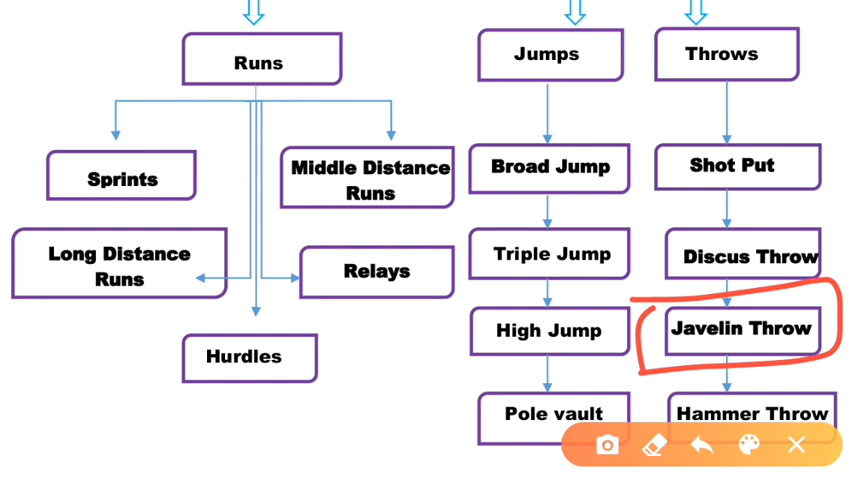 Runs
Jumps
Throws
Sprints
Middle Distance
Runs
Broad Jump
Shot Put
Long Distance
Runs
Relays
Triple Jump
Discus Throw
Hurdles
High Jump
Javelin Throw
Pole vault
Hammer Throw